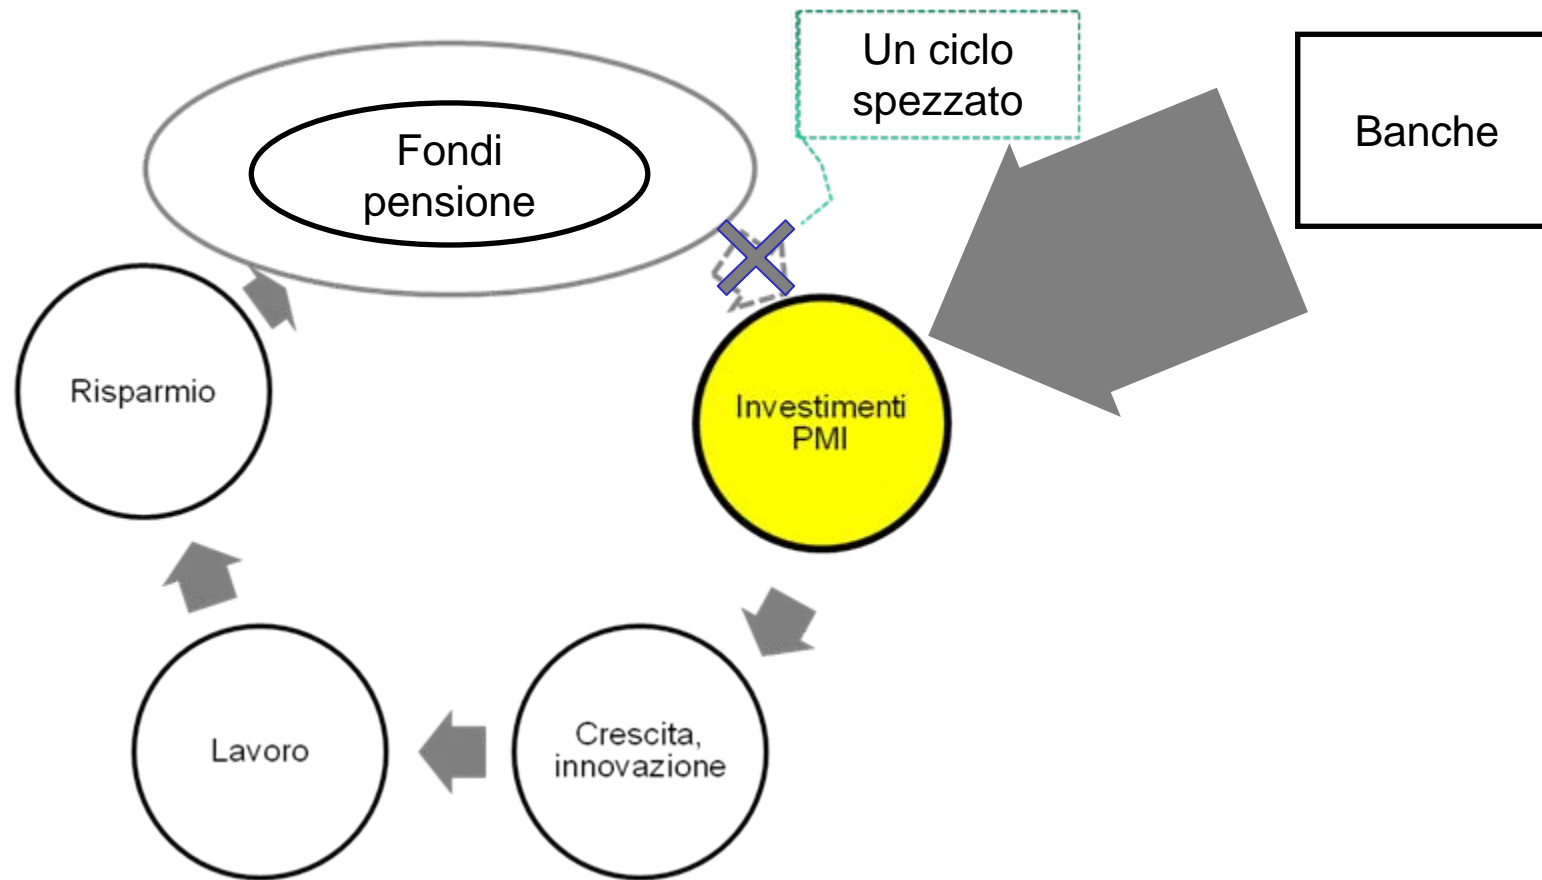 Un ciclo
spezzato
Banche
Fondi
pensione
Risparmio
Investimenti
PMI
Lavoro
Crescita,
innovazione